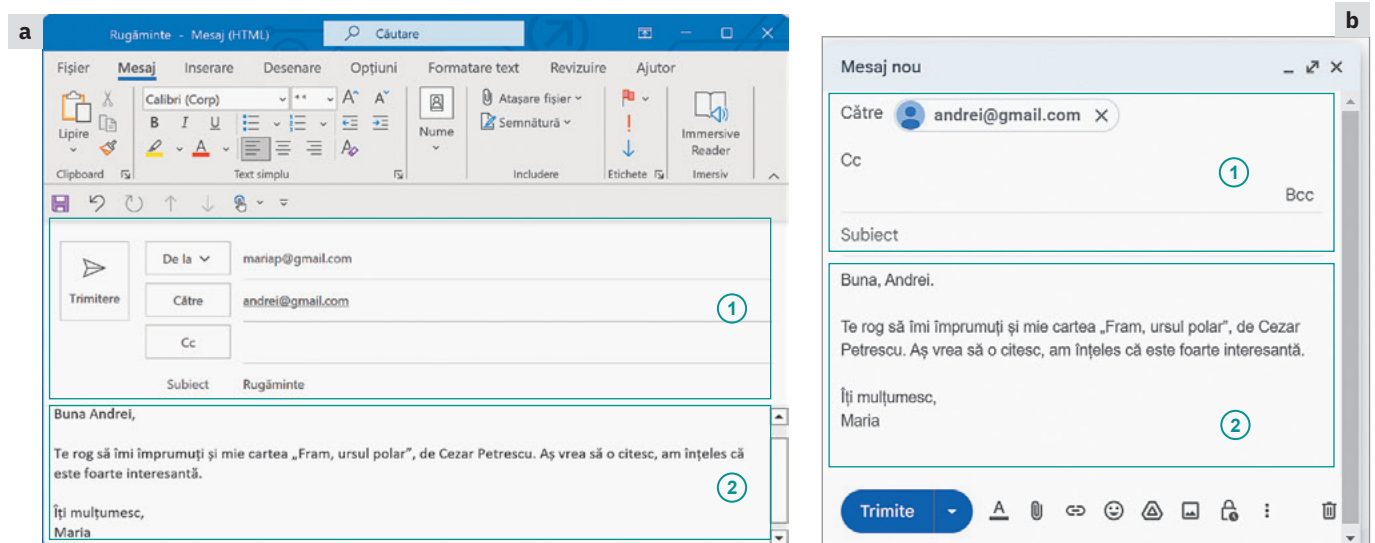 a
Rugăminte - Mesaj (HTML)
Căutare
Fișier Mesaj Inserare Desenare Opțiuni Formatare text Revizuire Ajutor
Calibri (Corp)
Lipire
B I U
Nume
Atașare fișier
Semnătură
Immersive
Reader
Clipboard Text simplu Includere Etichete Imersiv
Trimitere
De la mariap@gmail.com
Către andrei@gmail.com
Cc
Subiect Rugăminte
1
Buna Andrei,
Te rog să îmi împrumuți și mie cartea „Fram, ursul polar”, de Cezar Petrescu. Aș vrea să o citesc, am înțeles că
este foarte interesantă.
Îți mulțumesc,
Maria
2
b
Mesaj nou
Către andrei@gmail.com
Cc
Bcc
Subiect
1
Buna, Andrei.
Te rog să îmi împrumuți și mie cartea „Fram, ursul polar”, de Cezar
Petrescu. Aș vrea să o citesc, am înțeles că este foarte interesantă.
Îți mulțumesc,
Maria
2
Trimite